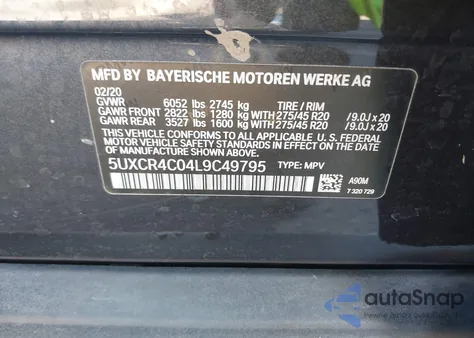 MFD BY BAYERISCHE MOTOREN WERKE AG
02/20
GVWR 6052 lbs 2745 kg TIRE / RIM
GAWR FRONT 2822 lbs 1280 kg WITH 275/45 R20 /9.0J x 20
GAWR REAR 3527 lbs 1600 kg WITH 275/45 R20 /9.0J x 20
THIS VEHICLE CONFORMS TO ALL APPLICABLE FEDERAL
MOTOR VEHICLE SAFETY STANDARDS IN EFFECT ON THE
DATE OF MANUFACTURE SHOWN ABOVE.
5UXCR4C04L9C49795 TYPE: MPV
A90M
7 320 729
autoSnap